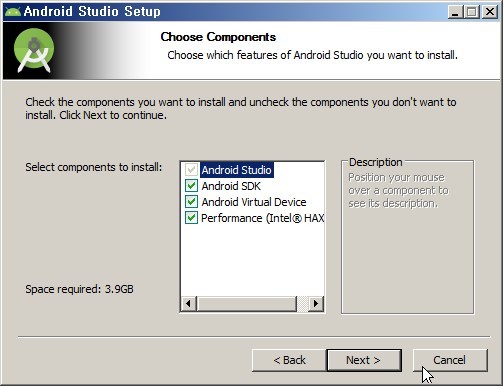 Android Studio Setup
Choose Components
Choose which features of Android Studio you want to install.
Check the components you want to install and uncheck the components you don't want to
install. Click Next to continue.
Select components to install:
Android Studio
Android SDK
Android Virtual Device
Performance (Intel® HAX
Description
Position your mouse
over a component to
see its description.
Space required: 3.9GB
< Back
Next >
Cancel